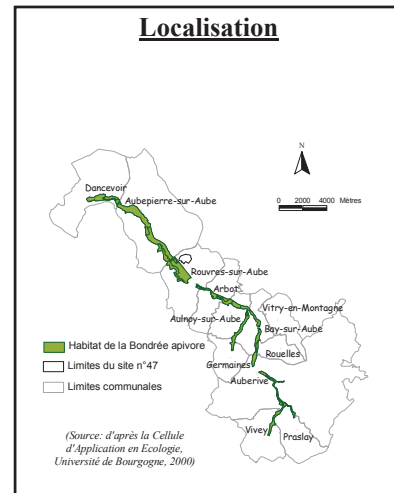 Localisation
N
0 2000 4000 Mètres
Dancevoir
Aubepierre-sur-Aube
Rouvres-sur-Aube
Arbot
Vitry-en-Montagne
Aulnoy-sur-Aube
Bay-sur-Aube
Habitat de la Bondrée apivore
Limites du site n°47
Rouelles
Germaines
Limites communales
Auberive
(Source: d'après la Cellule
d'Application en Ecologie,
Université de Bourgogne, 2000)
Vivey
Praslay